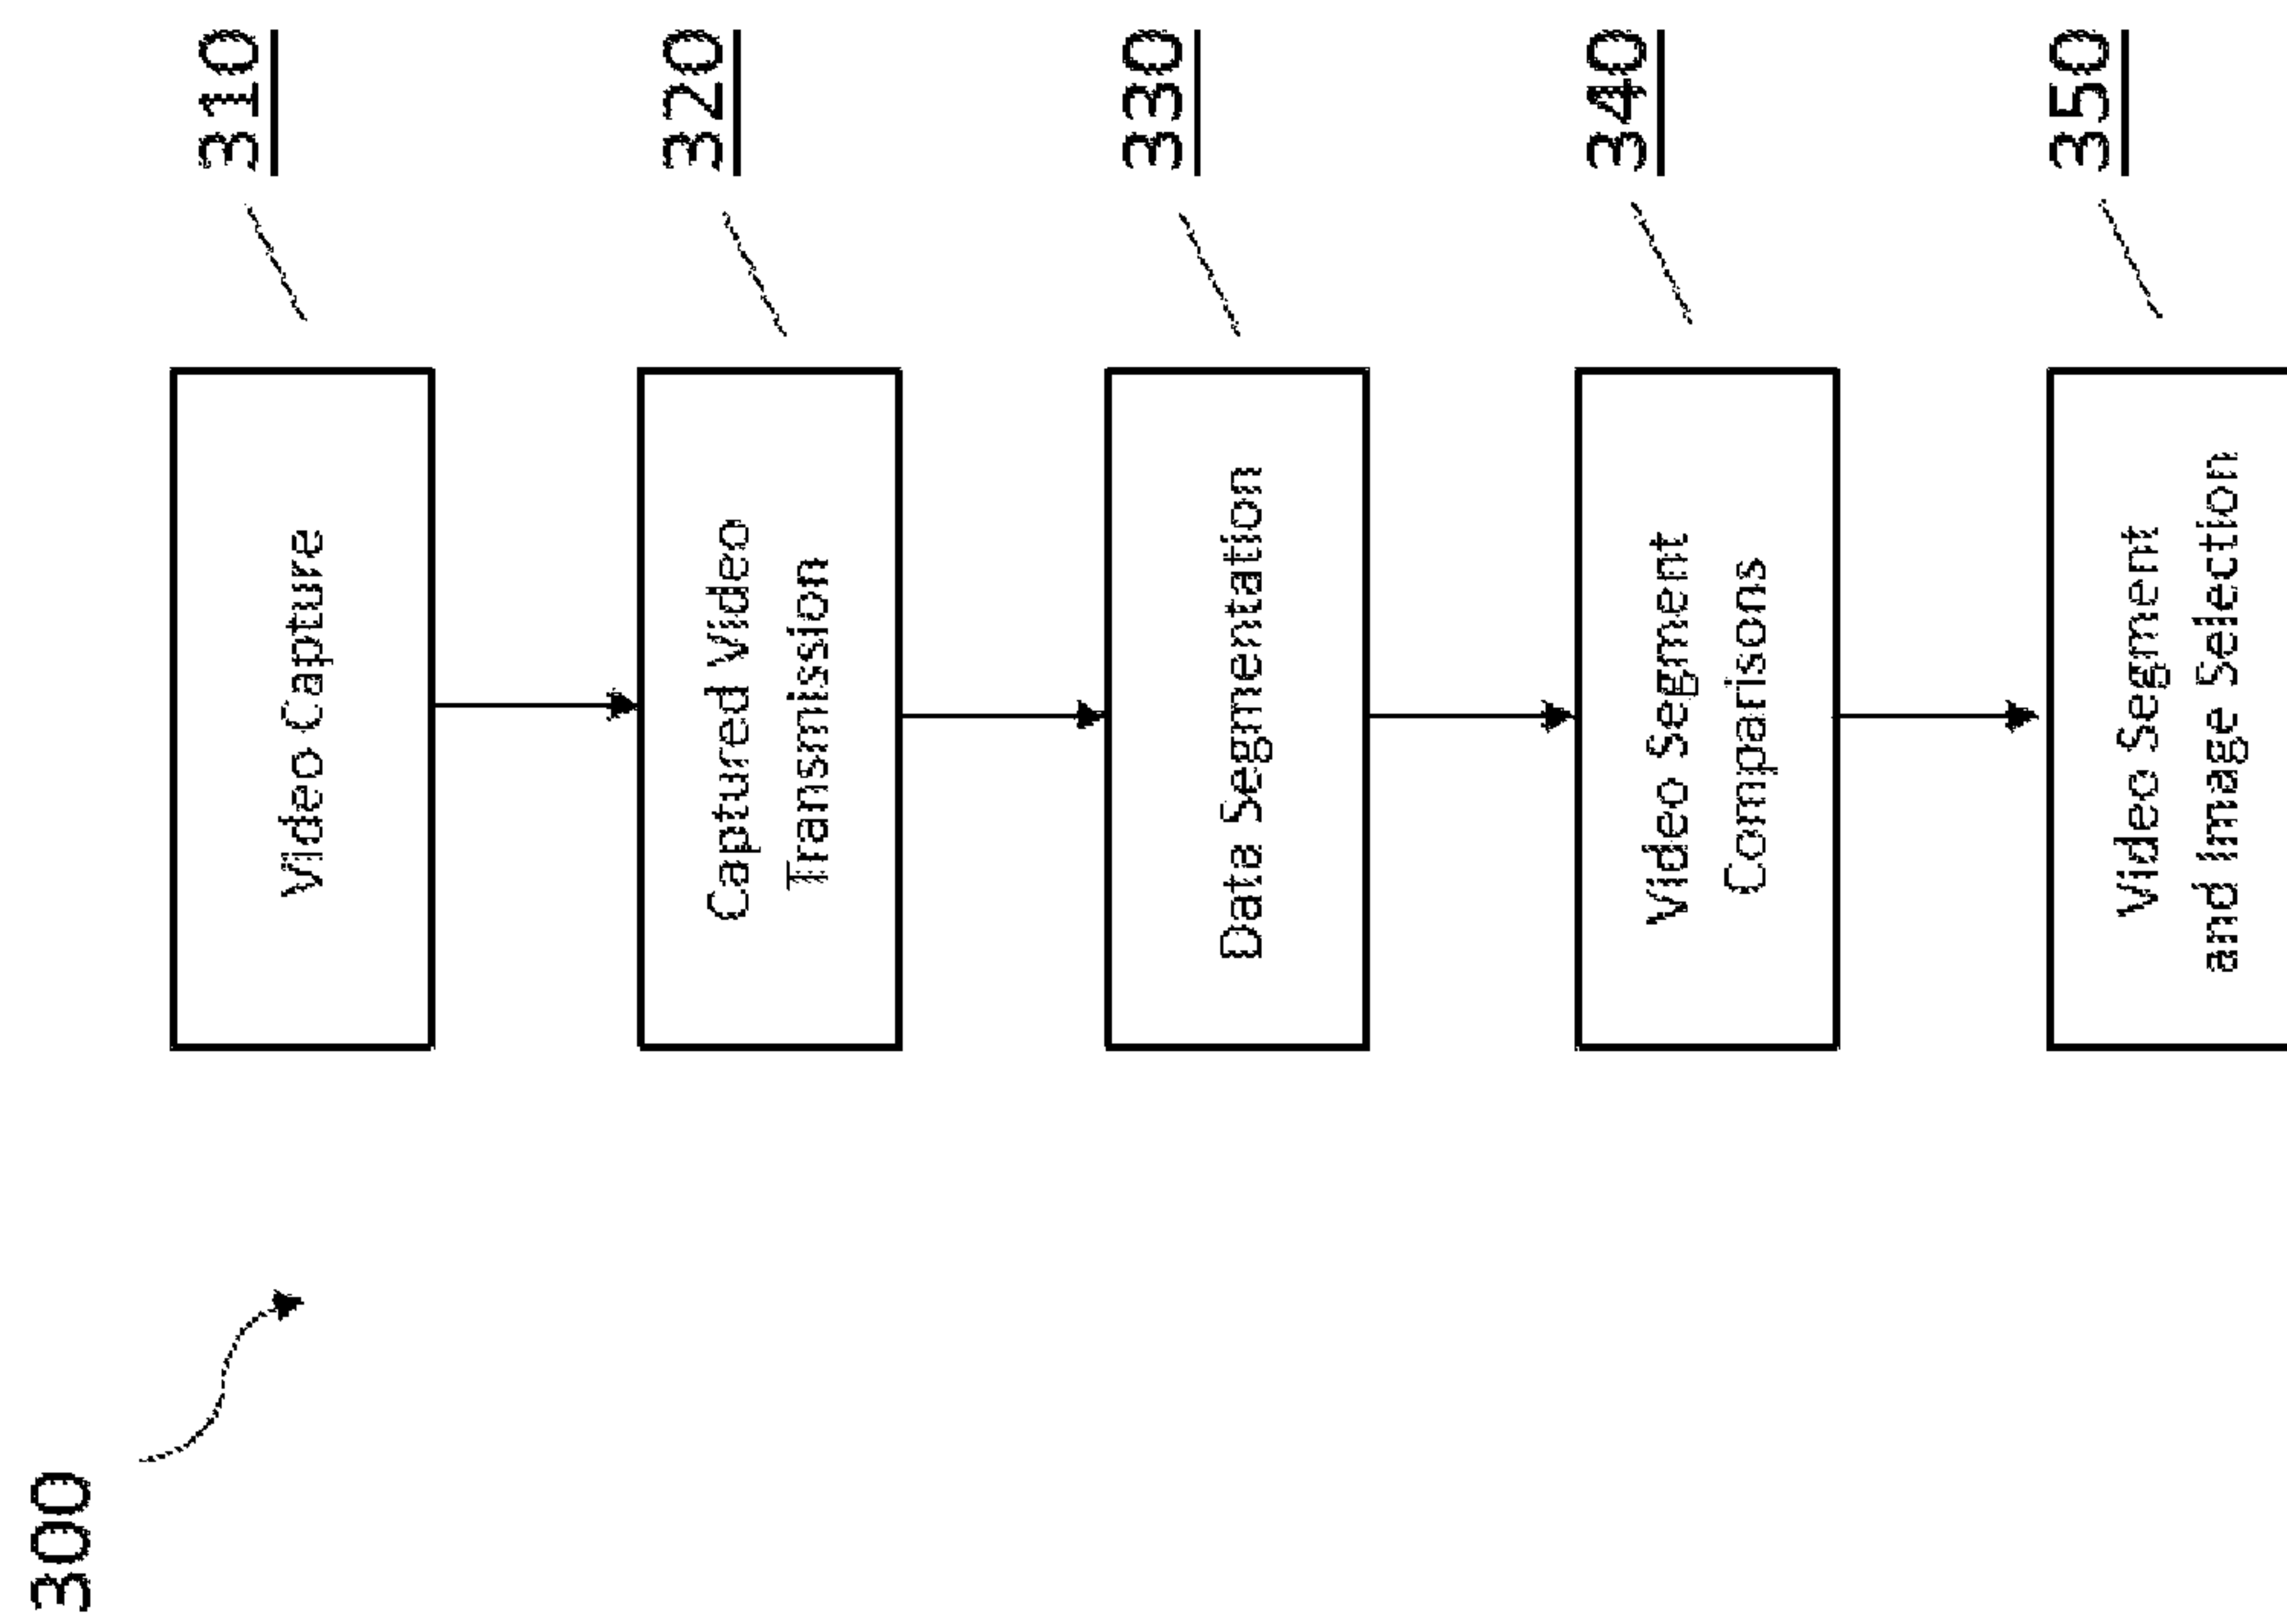 300
Video Capture
310
Captured Video
Transmission
320
Data Segmentation
330
Video Segment
Comparisons
340
Video Segment
and Image Selection
350